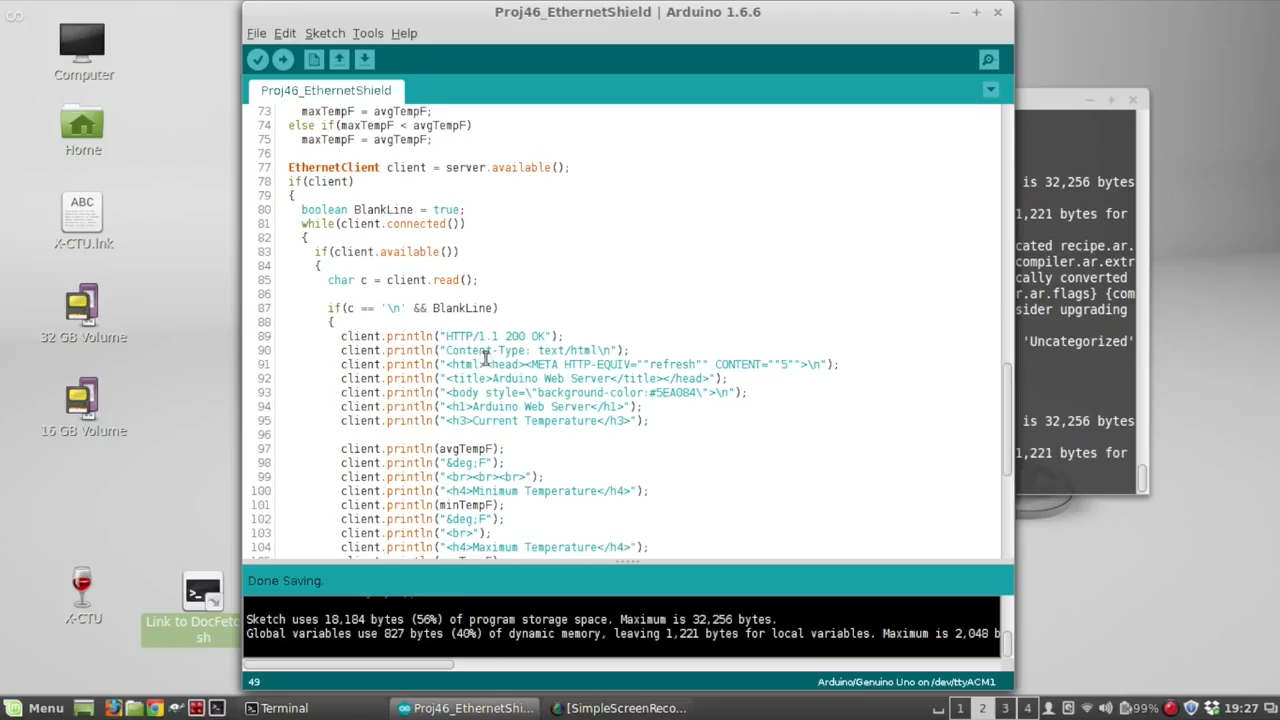 Proj46_EthernetShield | Arduino 1.6.6
File Edit Sketch Tools Help
Proj46_EthernetShield
73 maxTempF = avgTempF;
74 else if(maxTempF < avgTempF)
75 maxTempF = avgTempF;
76
77 EthernetClient client = server.available();
78 if(client)
79 {
80 boolean BlankLine = true;
81 while(client.connected())
82 {
83 if(client.available())
84 {
85 char c = client.read();
86
87 if(c == '\n' && BlankLine)
88 {
89 client.println("HTTP/1.1 200 OK");
90 client.println("Content-Type: text/html\n");
91 client.println("<html><head><META HTTP-EQUIV=""refresh"" CONTENT=""5"">\n");
92 client.println("<title>Arduino Web Server</title></head>");
93 client.println("<body style=\"background-color:#5EA084\">\n");
94 client.println("<h1>Arduino Web Server</h1>");
95 client.println("<h3>Current Temperature</h3>");
96
97 client.println(avgTempF);
98 client.println("&deg;F");
99 client.println("<br><br><br>");
100 client.println("<h4>Minimum Temperature</h4>");
101 client.println(minTempF);
102 client.println("&deg;F");
103 client.println("<br>");
104 client.println("<h4>Maximum Temperature</h4>");
Done Saving.
Sketch uses 18,184 bytes (56%) of program storage space. Maximum is 32,256 bytes.
Global variables use 827 bytes (40%) of dynamic memory, leaving 1,221 bytes for local variables. Maximum is 2,048 b
49
Arduino/Genuino Uno on /dev/ttyACM1
is 32,256 bytes
1,221 bytes for
cated recipe.ar.
compiler.ar.extr
cally converted
r.ar.flags} {com
sider upgrading
'Uncategorized'
is 32,256 bytes
1,221 bytes for
Computer
Home
ABC
X-CTU.lnk
32 GB Volume
16 GB Volume
X-CTU
Link to DocFetc
sh
Menu
Terminal
Proj46_EthernetShi...
[SimpleScreenReco...
1 2 3 4
99%
19:27